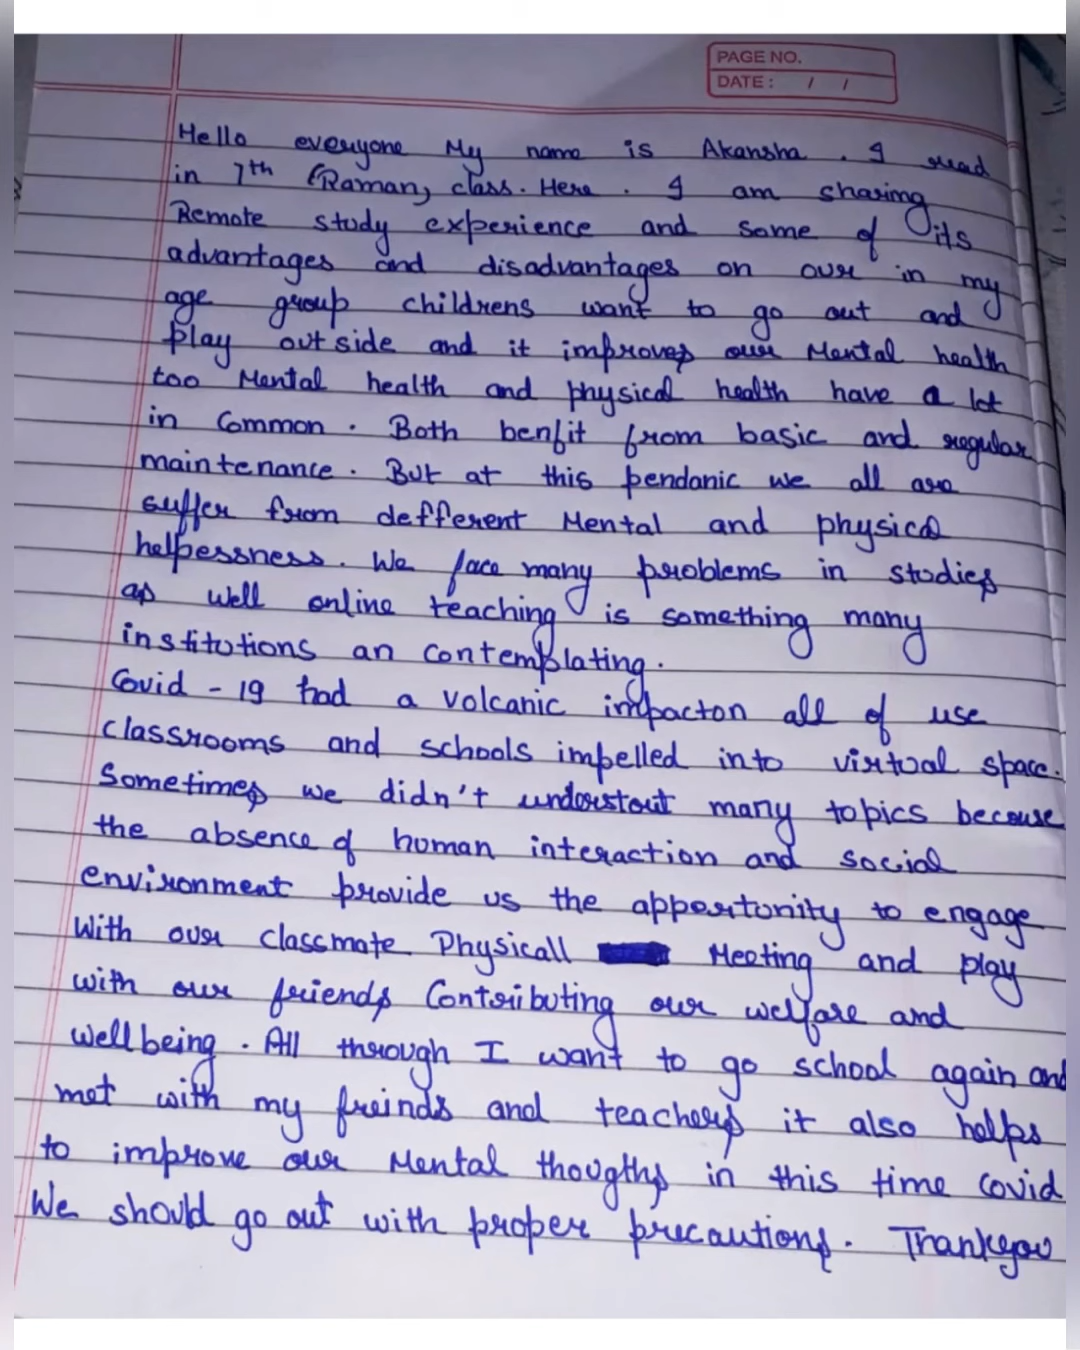 PAGE NO.
DATE: / /
Hello everyone My name is Akansha . I read
in 7th (Raman) class. Here . I am sharing
Remote study experience and some of its
advantages and disadvantages on our in my
age group childrens want to go out and
play outside and it improves our Mental health
too Mental health and physical health have a lot
in Common . Both benfit from basic and regular
maintenance . But at this pendanic we all are
suffer from defferent Mental and physical
helpessness. We face many problems in studies
as well online teaching is something many
institutions an contemplating.
Covid - 19 had a volcanic impacton all of use
classrooms and schools impelled into virtual space.
Sometimes we didn't understout many topics because
the absence of human interaction and social
environment provide us the apportunity to engage
With our classmate Physicall Meeting and play
with our friends Contributing our welfare and
wellbeing . All through I want to go school again and
met with my freinds and teachers it also helps
to improve our Mental thougths in this time covid
We should go out with proper precautions. Thankyou